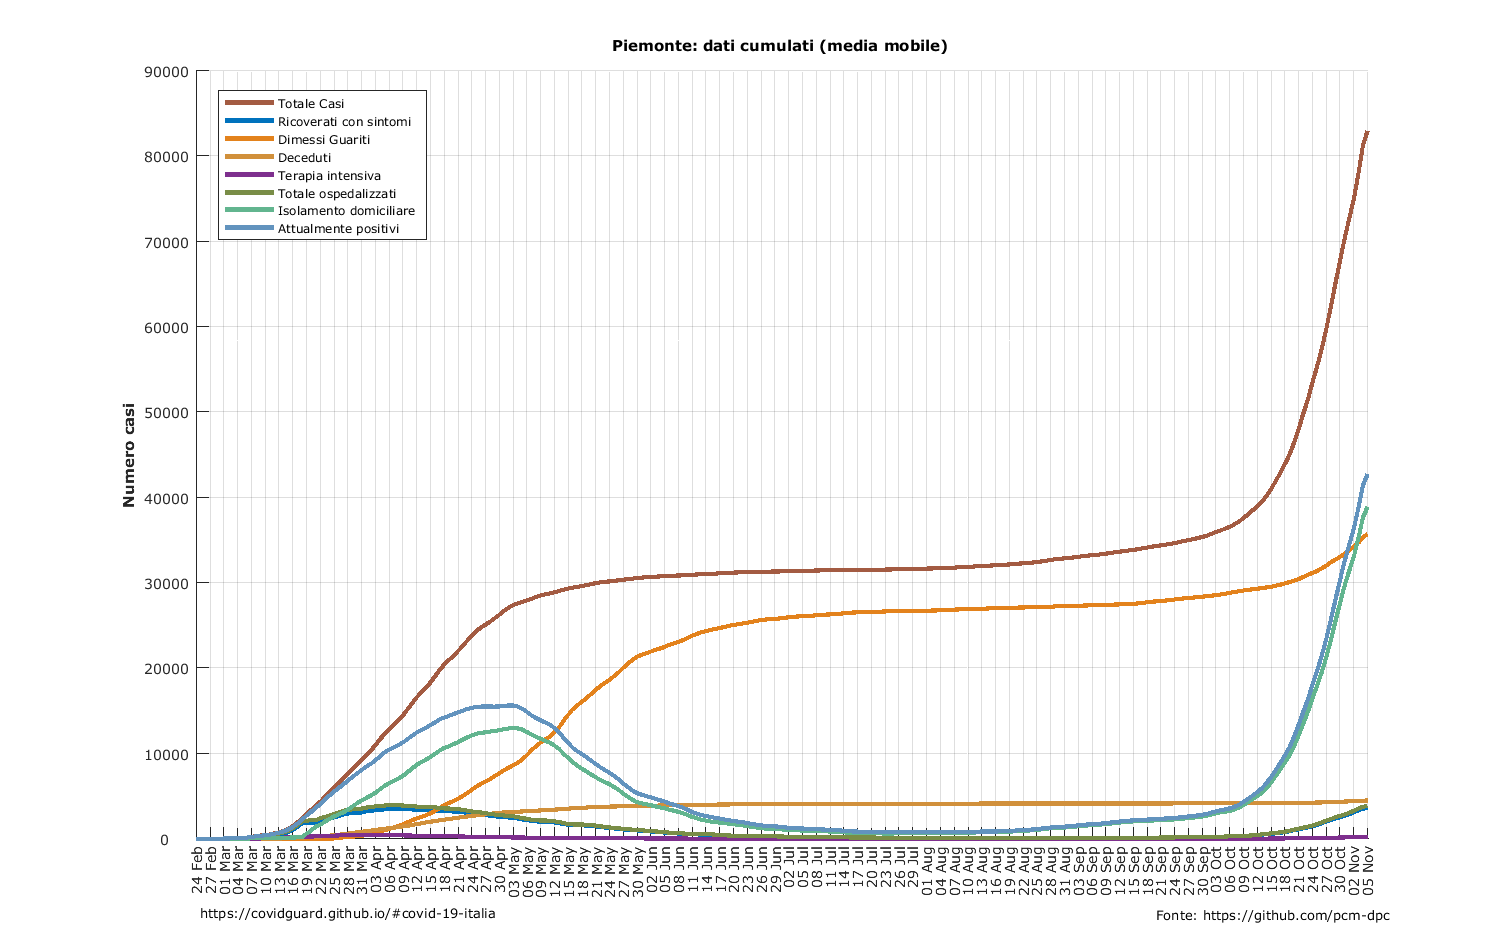 Piemonte: dati cumulati (media mobile)
90000
80000
70000
60000
50000
40000
30000
20000
10000
0
Numero casi
Totale Casi
Ricoverati con sintomi
Dimessi Guariti
Deceduti
Terapia intensiva
Totale ospedalizzati
Isolamento domiciliare
Attualmente positivi
24 Feb
27 Feb
01 Mar
04 Mar
07 Mar
10 Mar
13 Mar
16 Mar
19 Mar
22 Mar
25 Mar
28 Mar
31 Mar
03 Apr
06 Apr
09 Apr
12 Apr
15 Apr
18 Apr
21 Apr
24 Apr
27 Apr
30 Apr
03 May
06 May
09 May
12 May
15 May
18 May
21 May
24 May
27 May
30 May
02 Jun
05 Jun
08 Jun
11 Jun
14 Jun
17 Jun
20 Jun
23 Jun
26 Jun
29 Jun
02 Jul
05 Jul
08 Jul
11 Jul
14 Jul
17 Jul
20 Jul
23 Jul
26 Jul
29 Jul
01 Aug
04 Aug
07 Aug
10 Aug
13 Aug
16 Aug
19 Aug
22 Aug
25 Aug
28 Aug
31 Aug
03 Sep
06 Sep
09 Sep
12 Sep
15 Sep
18 Sep
21 Sep
24 Sep
27 Sep
30 Sep
03 Oct
06 Oct
09 Oct
12 Oct
15 Oct
18 Oct
21 Oct
24 Oct
27 Oct
30 Oct
02 Nov
05 Nov
https://covidguard.github.io/#covid-19-italia
Fonte: https://github.com/pcm-dpc